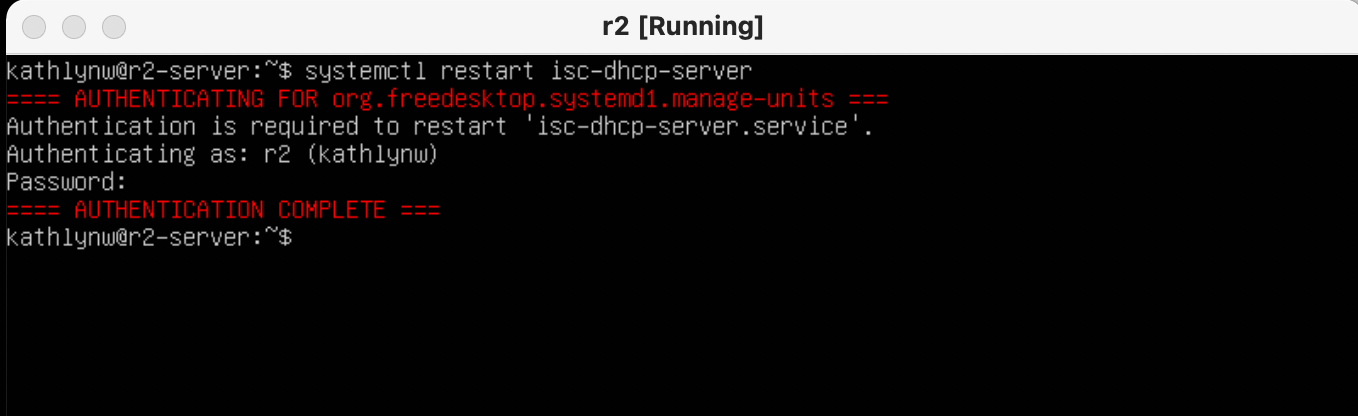 r2 [Running]
kathlynw@r2-server:~$ systemctl restart isc-dhcp-server
==== AUTHENTICATING FOR org.freedesktop.systemd1.manage-units ===
Authentication is required to restart 'isc-dhcp-server.service'.
Authenticating as: r2 (kathlynw)
Password:
==== AUTHENTICATION COMPLETE ===
kathlynw@r2-server:~$